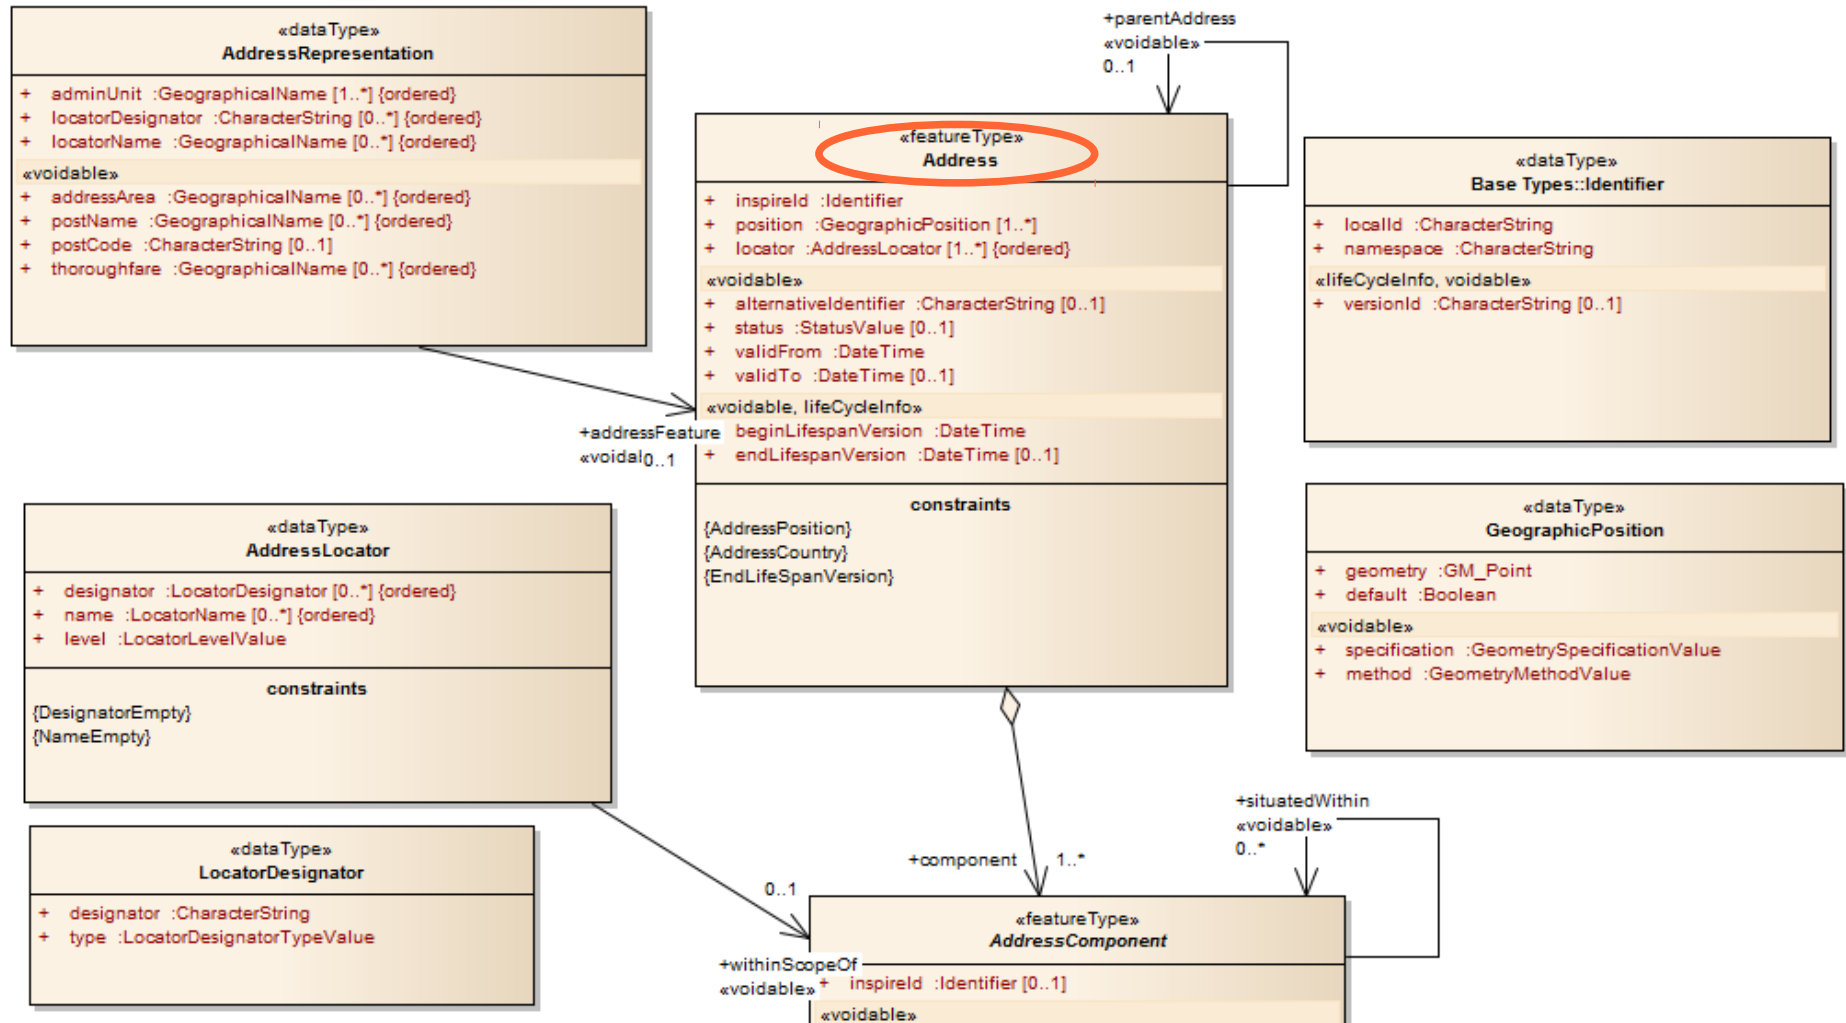 «dataType»
AddressRepresentation
+ adminUnit :GeographicalName [1..*] {ordered}
+ locatorDesignator :CharacterString [0..*] {ordered}
+ locatorName :GeographicalName [0..*] {ordered}
«voidable»
+ addressArea :GeographicalName [0..*] {ordered}
+ postName :GeographicalName [0..*] {ordered}
+ postCode :CharacterString [0..1]
+ thoroughfare :GeographicalName [0..*] {ordered}
+parentAddress
«voidable»
0..1
«featureType»
Address
+ inspireId :Identifier
+ position :GeographicPosition [1..*]
+ locator :AddressLocator [1..*] {ordered}
«voidable»
+ alternativeIdentifier :CharacterString [0..1]
+ status :StatusValue [0..1]
+ validFrom :DateTime
+ validTo :DateTime [0..1]
«voidable, lifeCycleInfo»
beginLifespanVersion :DateTime
+ endLifespanVersion :DateTime [0..1]
constraints
{AddressPosition}
{AddressCountry}
{EndLifeSpanVersion}
«dataType»
Base Types::Identifier
+ localId :CharacterString
+ namespace :CharacterString
«lifeCycleInfo, voidable»
+ versionId :CharacterString [0..1]
+addressFeature
0..1
«dataType»
AddressLocator
+ designator :LocatorDesignator [0..*] {ordered}
+ name :LocatorName [0..*] {ordered}
+ level :LocatorLevelValue
constraints
{DesignatorEmpty}
{NameEmpty}
«dataType»
GeographicPosition
+ geometry :GM_Point
+ default :Boolean
«voidable»
+ specification :GeometrySpecificationValue
+ method :GeometryMethodValue
«dataType»
LocatorDesignator
+ designator :CharacterString
+ type :LocatorDesignatorTypeValue
+component 1..*
+situatedWithin
«voidable»
0..*
0..1
+withinScopeOf
«voidable»
«featureType»
AddressComponent
+ inspireId :Identifier [0..1]
«voidable»